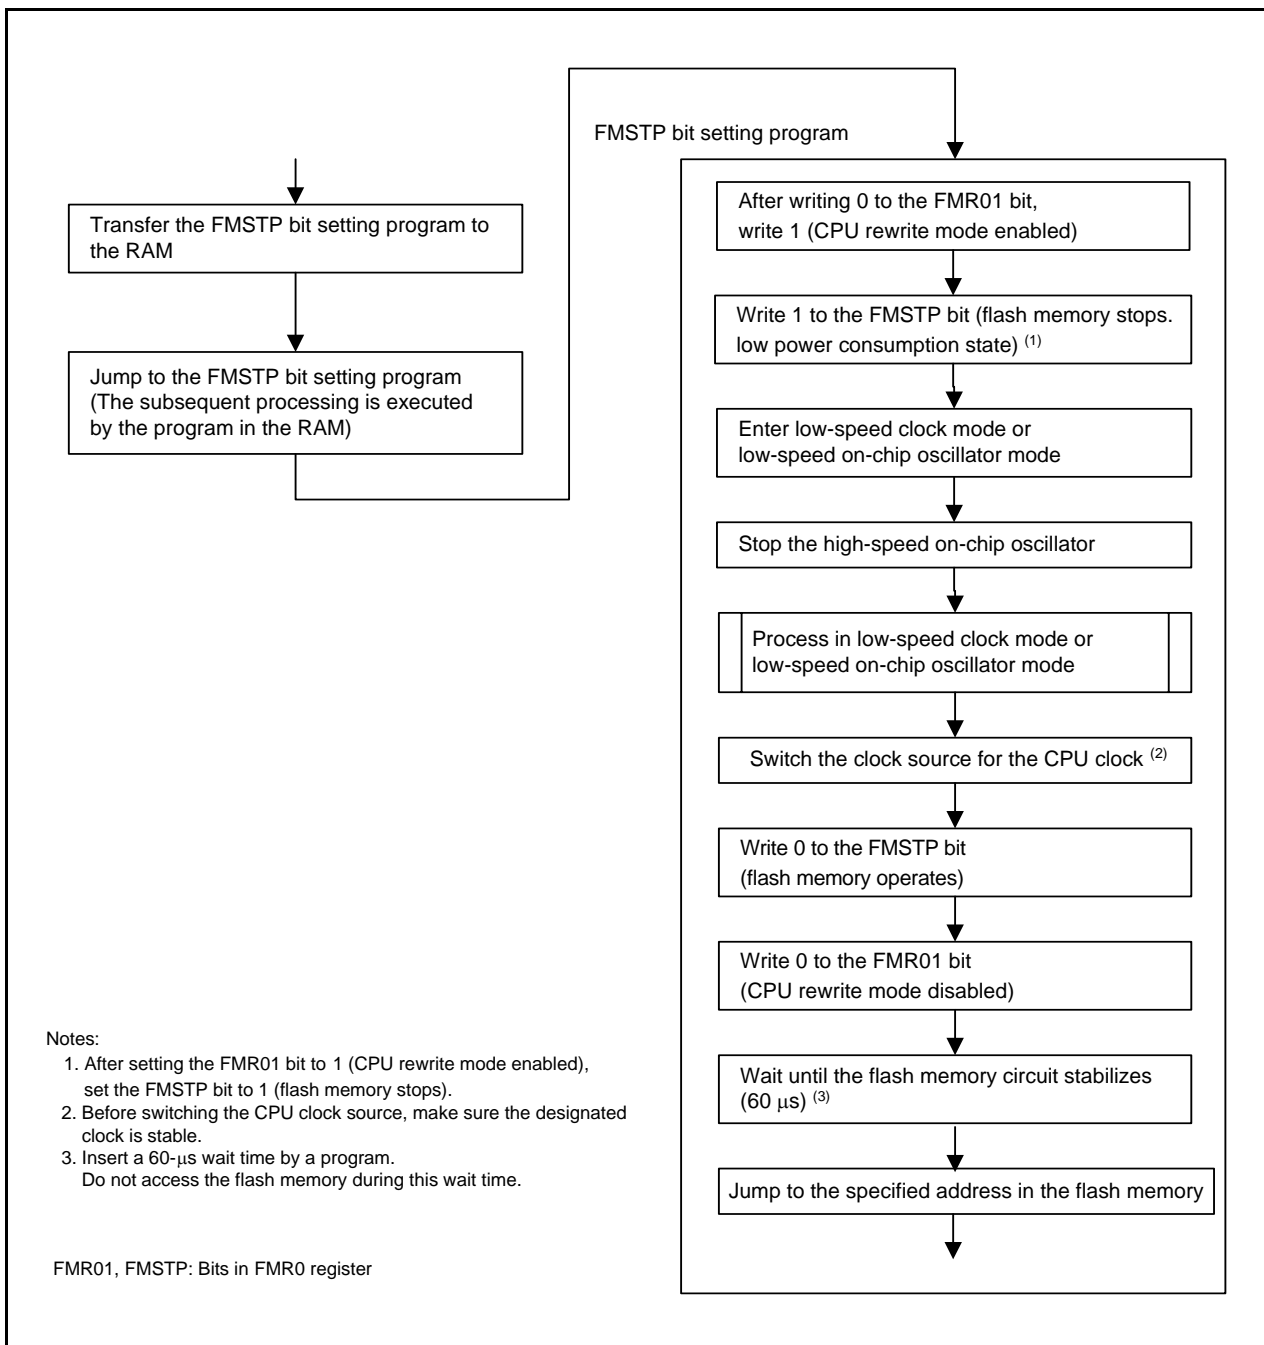 Transfer the FMSTP bit setting program to
the RAM
Jump to the FMSTP bit setting program
(The subsequent processing is executed
by the program in the RAM)
FMSTP bit setting program
After writing 0 to the FMR01 bit,
write 1 (CPU rewrite mode enabled)
Write 1 to the FMSTP bit (flash memory stops.
low power consumption state) (1)
Enter low-speed clock mode or
low-speed on-chip oscillator mode
Stop the high-speed on-chip oscillator
Process in low-speed clock mode or
low-speed on-chip oscillator mode
Switch the clock source for the CPU clock (2)
Write 0 to the FMSTP bit
(flash memory operates)
Write 0 to the FMR01 bit
(CPU rewrite mode disabled)
Wait until the flash memory circuit stabilizes
(60 μs) (3)
Jump to the specified address in the flash memory
Notes:
1. After setting the FMR01 bit to 1 (CPU rewrite mode enabled),
set the FMSTP bit to 1 (flash memory stops).
2. Before switching the CPU clock source, make sure the designated
clock is stable.
3. Insert a 60-μs wait time by a program.
Do not access the flash memory during this wait time.
FMR01, FMSTP: Bits in FMR0 register